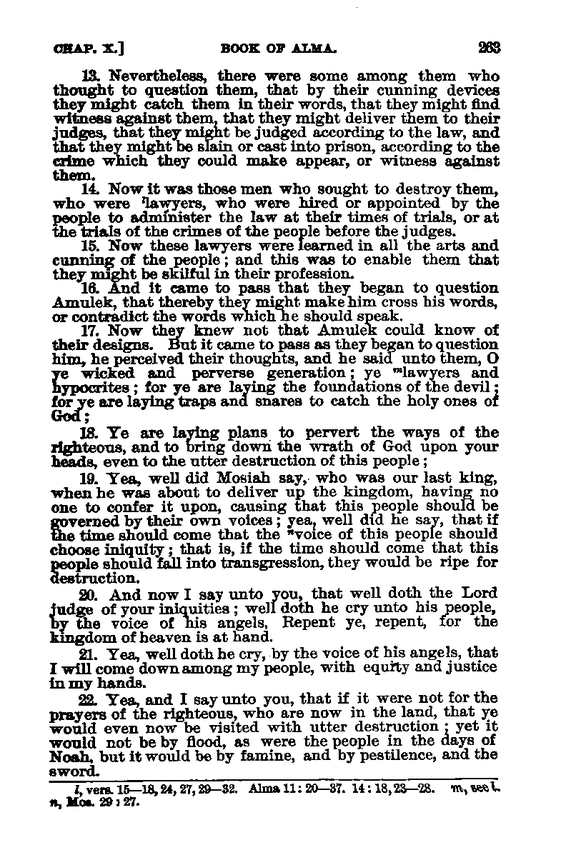 CHAP. X.] BOOK OF ALMA. 263
13. Nevertheless, there were some among them who
thought to question them, that by their cunning devices
they might catch them in their words, that they might find
witness against them, that they might deliver them to their
judges, that they might be judged according to the law, and
that they might be slain or cast into prison, according to the
crime which they could make appear, or witness against
them.
14. Now it was those men who sought to destroy them,
who were ˡlawyers, who were hired or appointed by the
people to administer the law at their times of trials, or at
the trials of the crimes of the people before the judges.
15. Now these lawyers were learned in all the arts and
cunning of the people; and this was to enable them that
they might be skilful in their profession.
16. And it came to pass that they began to question
Amulek, that thereby they might make him cross his words,
or contradict the words which he should speak.
17. Now they knew not that Amulek could know of
their designs. But it came to pass as they began to question
him, he perceived their thoughts, and he said unto them, O
ye wicked and perverse generation; ye ᵐlawyers and
hypocrites; for ye are laying the foundations of the devil;
for ye are laying traps and snares to catch the holy ones of
God;
18. Ye are laying plans to pervert the ways of the
righteous, and to bring down the wrath of God upon your
heads, even to the utter destruction of this people;
19. Yea, well did Mosiah say, who was our last king,
when he was about to deliver up the kingdom, having no
one to confer it upon, causing that this people should be
governed by their own voices; yea, well did he say, that if
the time should come that the ⁿvoice of this people should
choose iniquity; that is, if the time should come that this
people should fall into transgression, they would be ripe for
destruction.
20. And now I say unto you, that well doth the Lord
judge of your iniquities; well doth he cry unto his people,
by the voice of his angels, Repent ye, repent, for the
kingdom of heaven is at hand.
21. Yea, well doth he cry, by the voice of his angels, that
I will come down among my people, with equity and justice
in my hands.
22. Yea, and I say unto you, that if it were not for the
prayers of the righteous, who are now in the land, that ye
would even now be visited with utter destruction; yet it
would not be by flood, as were the people in the days of
Noah, but it would be by famine, and by pestilence, and the
sword.
l, vers. 15—18, 24, 27, 29—32. Alma 11: 20—37. 14: 18, 23—28. m, see l.
n, Mos. 29: 27.